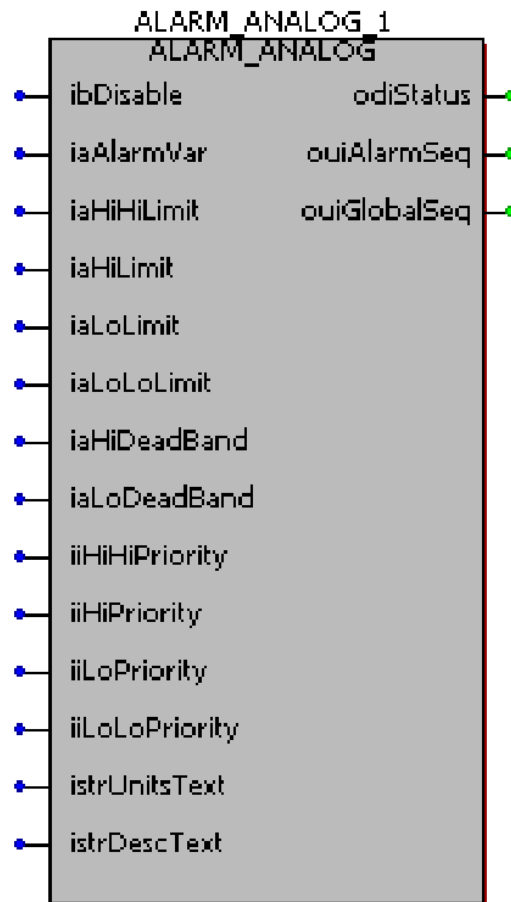 ALARM_ANALOG_1
ALARM_ANALOG
ibDisable odiStatus
iaAlarmVar ouiAlarmSeq
iaHiHiLimit ouiGlobalSeq
iaHiLimit
iaLoLimit
iaLoLoLimit
iaHiDeadBand
iaLoDeadBand
iiHiHiPriority
iiHiPriority
iiLoPriority
iiLoLoPriority
istrUnitsText
istrDescText